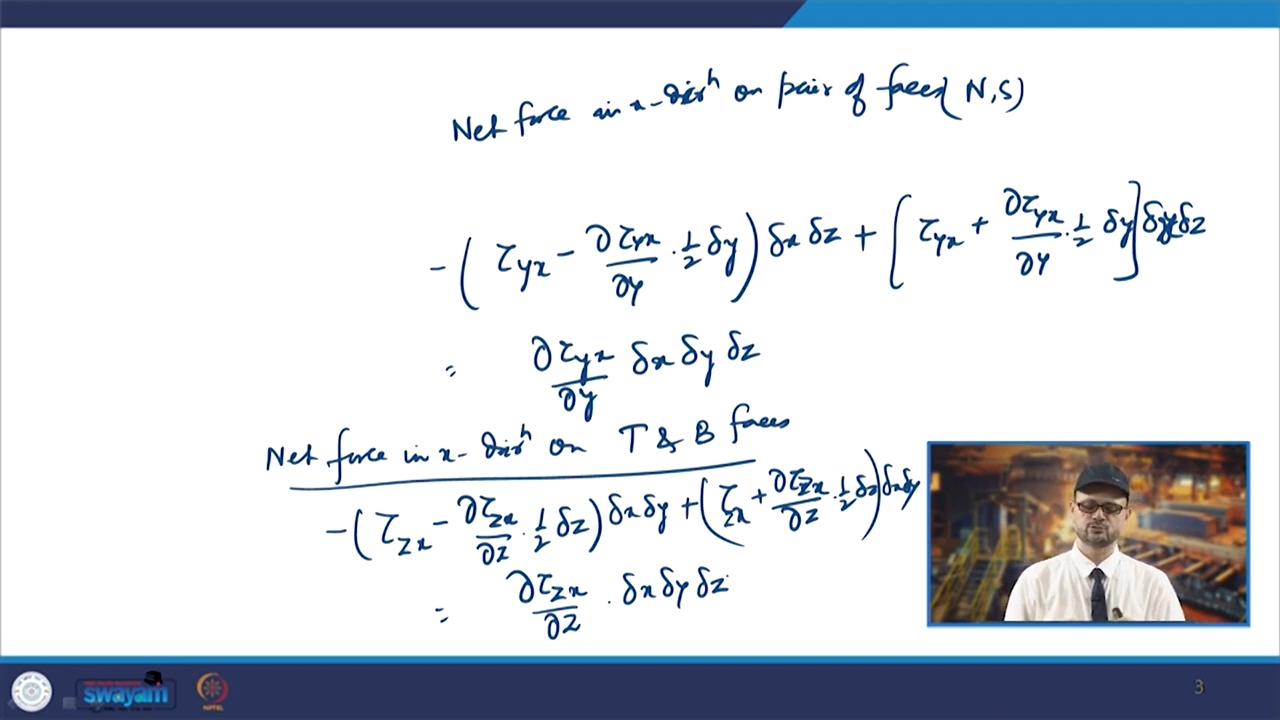 Net force in x-dirⁿ on pair of faces (N,S)
-(τyx - ∂τyx/∂y · 1/2 δy) δx δz + [τyx + ∂τyx/∂y · 1/2 δy] δx δz
= ∂τyx/∂y δx δy δz
Net force in x-dirⁿ on T & B faces
-(τzx - ∂τzx/∂z · 1/2 δz) δx δy + (τzx + ∂τzx/∂z · 1/2 δz) δx δy
= ∂τzx/∂z · δx δy δz
swayam
3